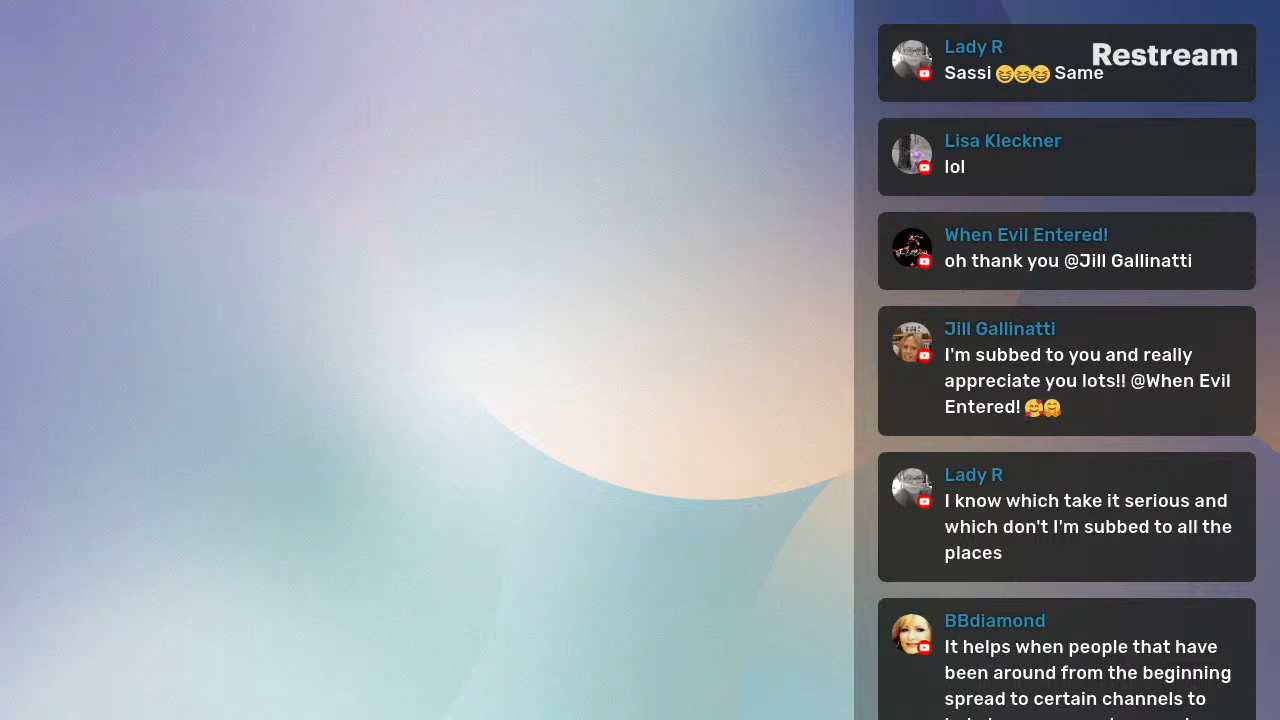 Lady R
Restream
Sassi 😆😆😆 Same
Lisa Kleckner
lol
When Evil Entered!
oh thank you @Jill Gallinatti
Jill Gallinatti
I'm subbed to you and really
appreciate you lots!! @When Evil
Entered! 🥰🤗
Lady R
I know which take it serious and
which don't I'm subbed to all the
places
BBdiamond
It helps when people that have
been around from the beginning
spread to certain channels to